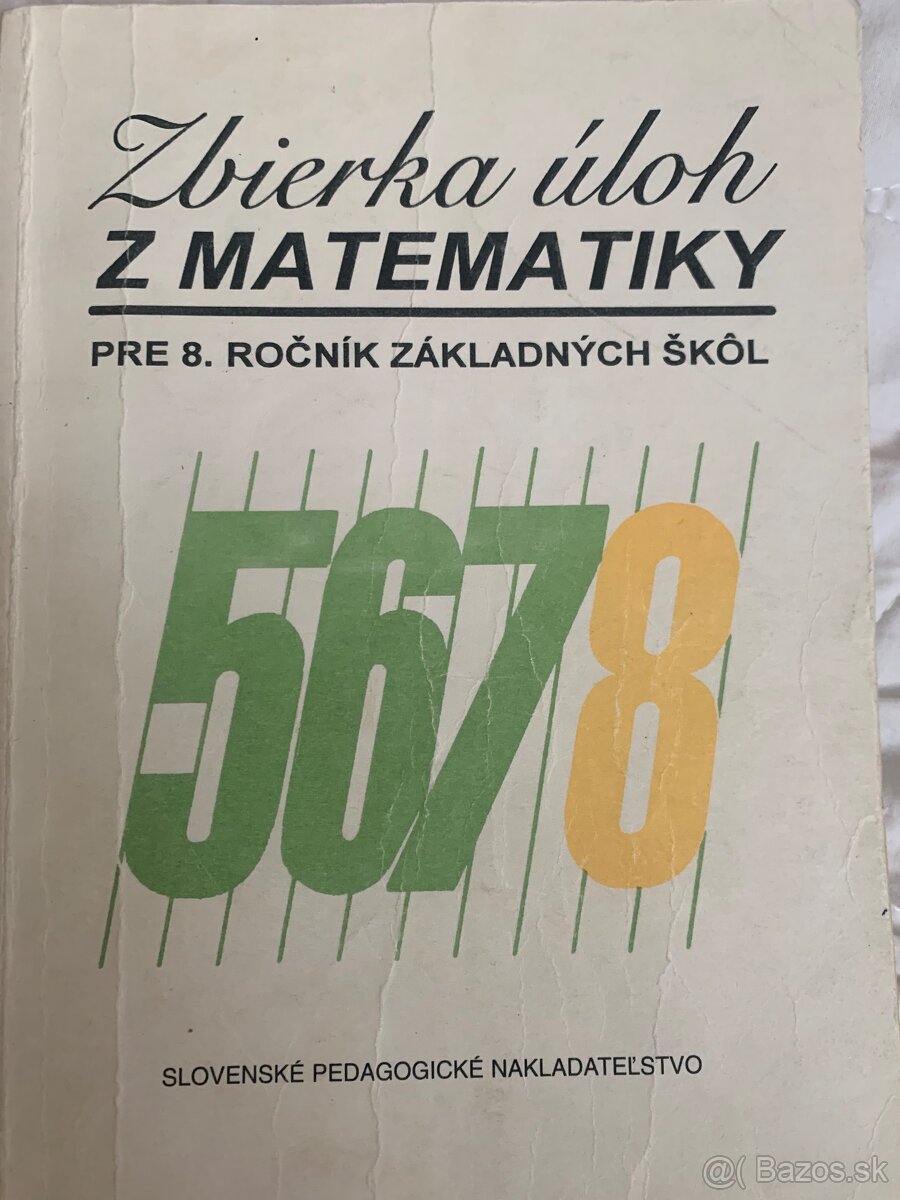 Zbierka úloh
Z MATEMATIKY
PRE 8. ROČNÍK ZÁKLADNÝCH ŠKÔL
5678
SLOVENSKÉ PEDAGOGICKÉ NAKLADATEĽSTVO
@( Bazos.sk